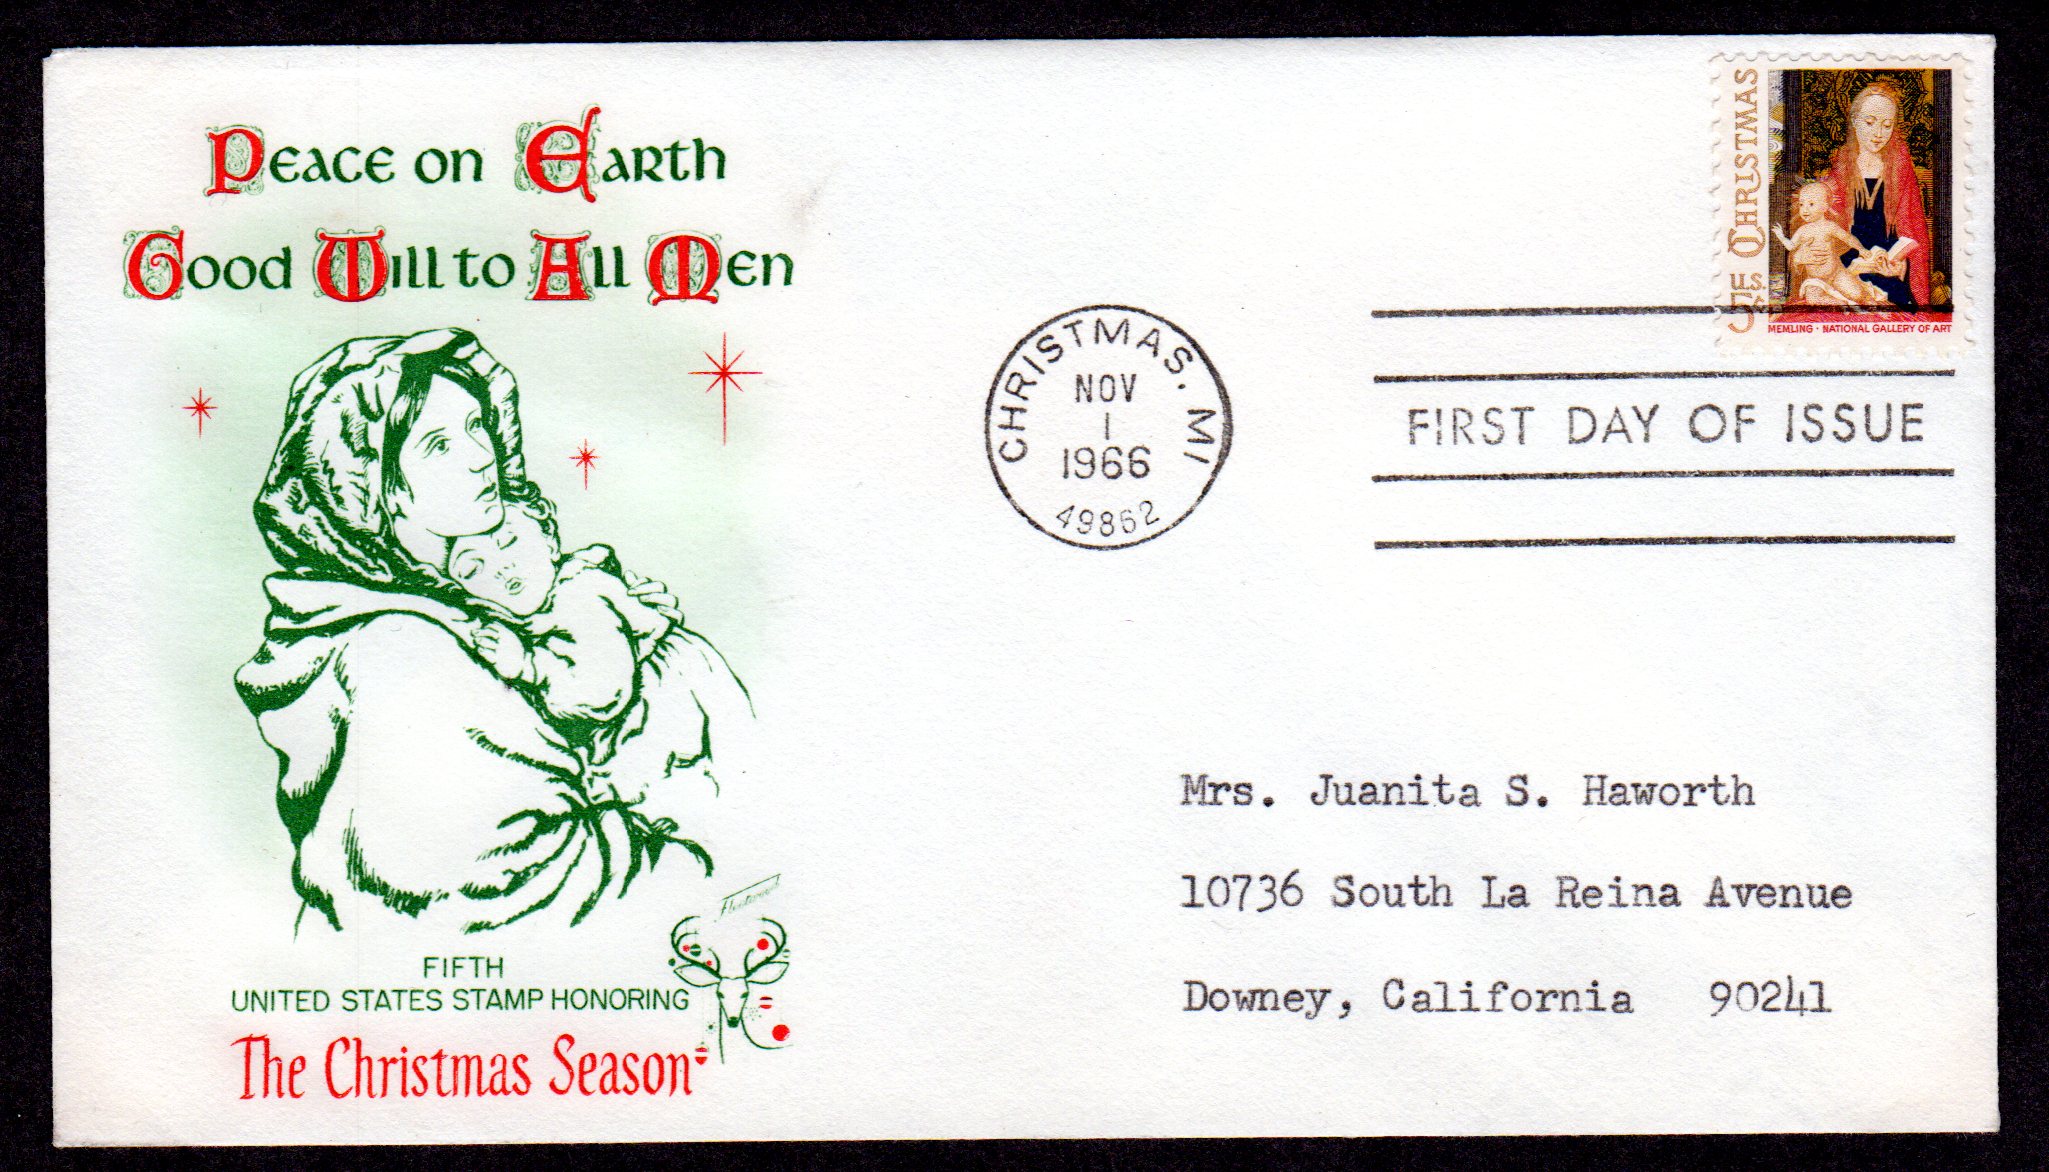 Peace on Earth
Good Will to All Men
5¢ U.S. Christmas
MEMLING · NATIONAL GALLERY OF ART
CHRISTMAS, MI
NOV
1
1966
49862
FIRST DAY OF ISSUE
Mrs. Juanita S. Haworth
10736 South La Reina Avenue
Downey, California 90241
Fleetwood
FIFTH
UNITED STATES STAMP HONORING
The Christmas Season